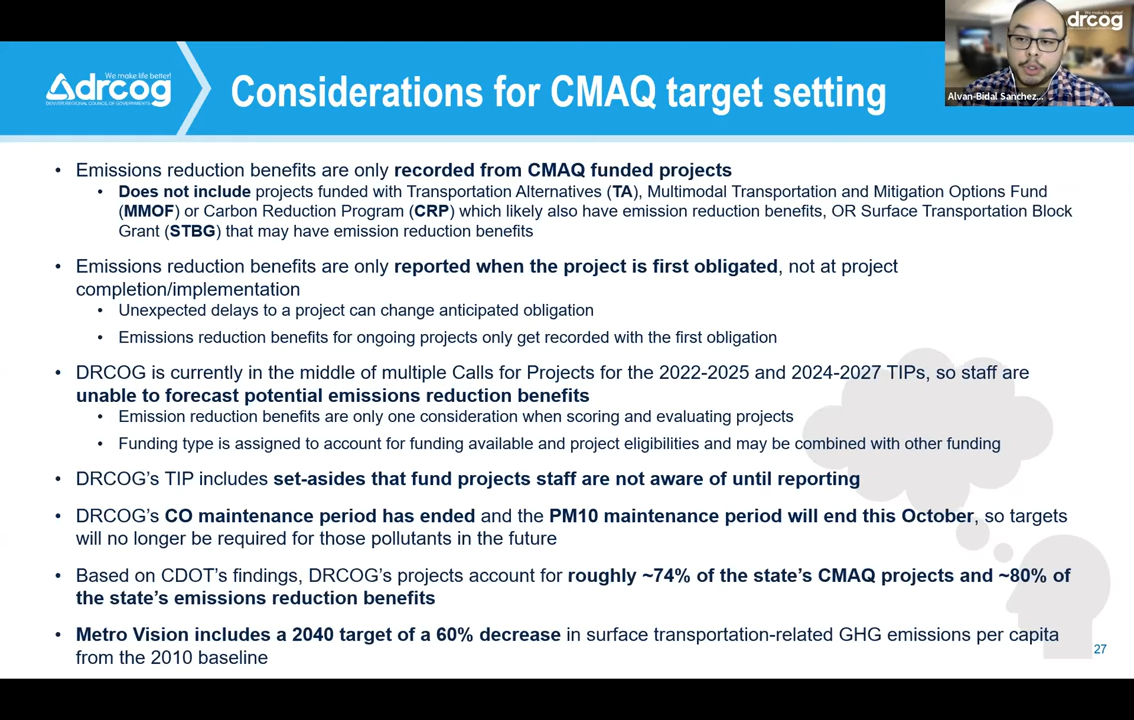 We make life better!
drcog
DENVER REGIONAL COUNCIL OF GOVERNMENTS
Considerations for CMAQ target setting
We make life better!
drcog
Alvan-Bidal Sanchez...
• Emissions reduction benefits are only recorded from CMAQ funded projects
• Does not include projects funded with Transportation Alternatives (TA), Multimodal Transportation and Mitigation Options Fund
(MMOF) or Carbon Reduction Program (CRP) which likely also have emission reduction benefits, OR Surface Transportation Block
Grant (STBG) that may have emission reduction benefits
• Emissions reduction benefits are only reported when the project is first obligated, not at project
completion/implementation
• Unexpected delays to a project can change anticipated obligation
• Emissions reduction benefits for ongoing projects only get recorded with the first obligation
• DRCOG is currently in the middle of multiple Calls for Projects for the 2022-2025 and 2024-2027 TIPs, so staff are
unable to forecast potential emissions reduction benefits
• Emission reduction benefits are only one consideration when scoring and evaluating projects
• Funding type is assigned to account for funding available and project eligibilities and may be combined with other funding
• DRCOG's TIP includes set-asides that fund projects staff are not aware of until reporting
• DRCOG's CO maintenance period has ended and the PM10 maintenance period will end this October, so targets
will no longer be required for those pollutants in the future
• Based on CDOT's findings, DRCOG's projects account for roughly ~74% of the state's CMAQ projects and ~80% of
the state's emissions reduction benefits
• Metro Vision includes a 2040 target of a 60% decrease in surface transportation-related GHG emissions per capita
from the 2010 baseline
27